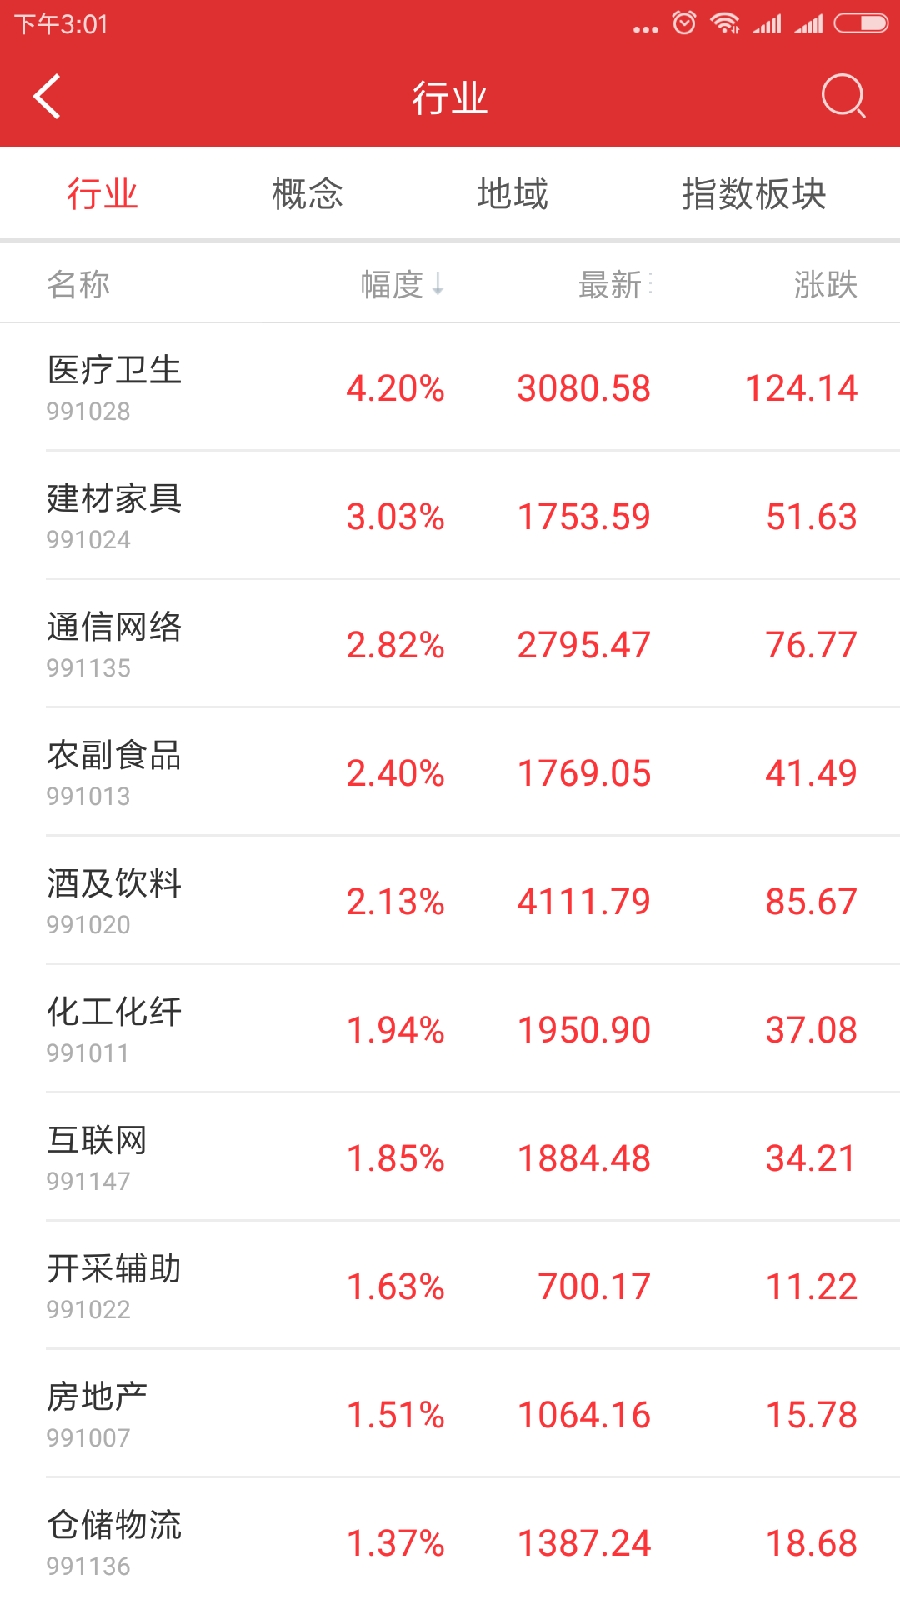 下午3:01
行业
行业 概念 地域 指数板块
名称 幅度↓ 最新 涨跌
医疗卫生 4.20% 3080.58 124.14
991028
建材家具 3.03% 1753.59 51.63
991024
通信网络 2.82% 2795.47 76.77
991135
农副食品 2.40% 1769.05 41.49
991013
酒及饮料 2.13% 4111.79 85.67
991020
化工化纤 1.94% 1950.90 37.08
991011
互联网 1.85% 1884.48 34.21
991147
开采辅助 1.63% 700.17 11.22
991022
房地产 1.51% 1064.16 15.78
991007
仓储物流 1.37% 1387.24 18.68
991136